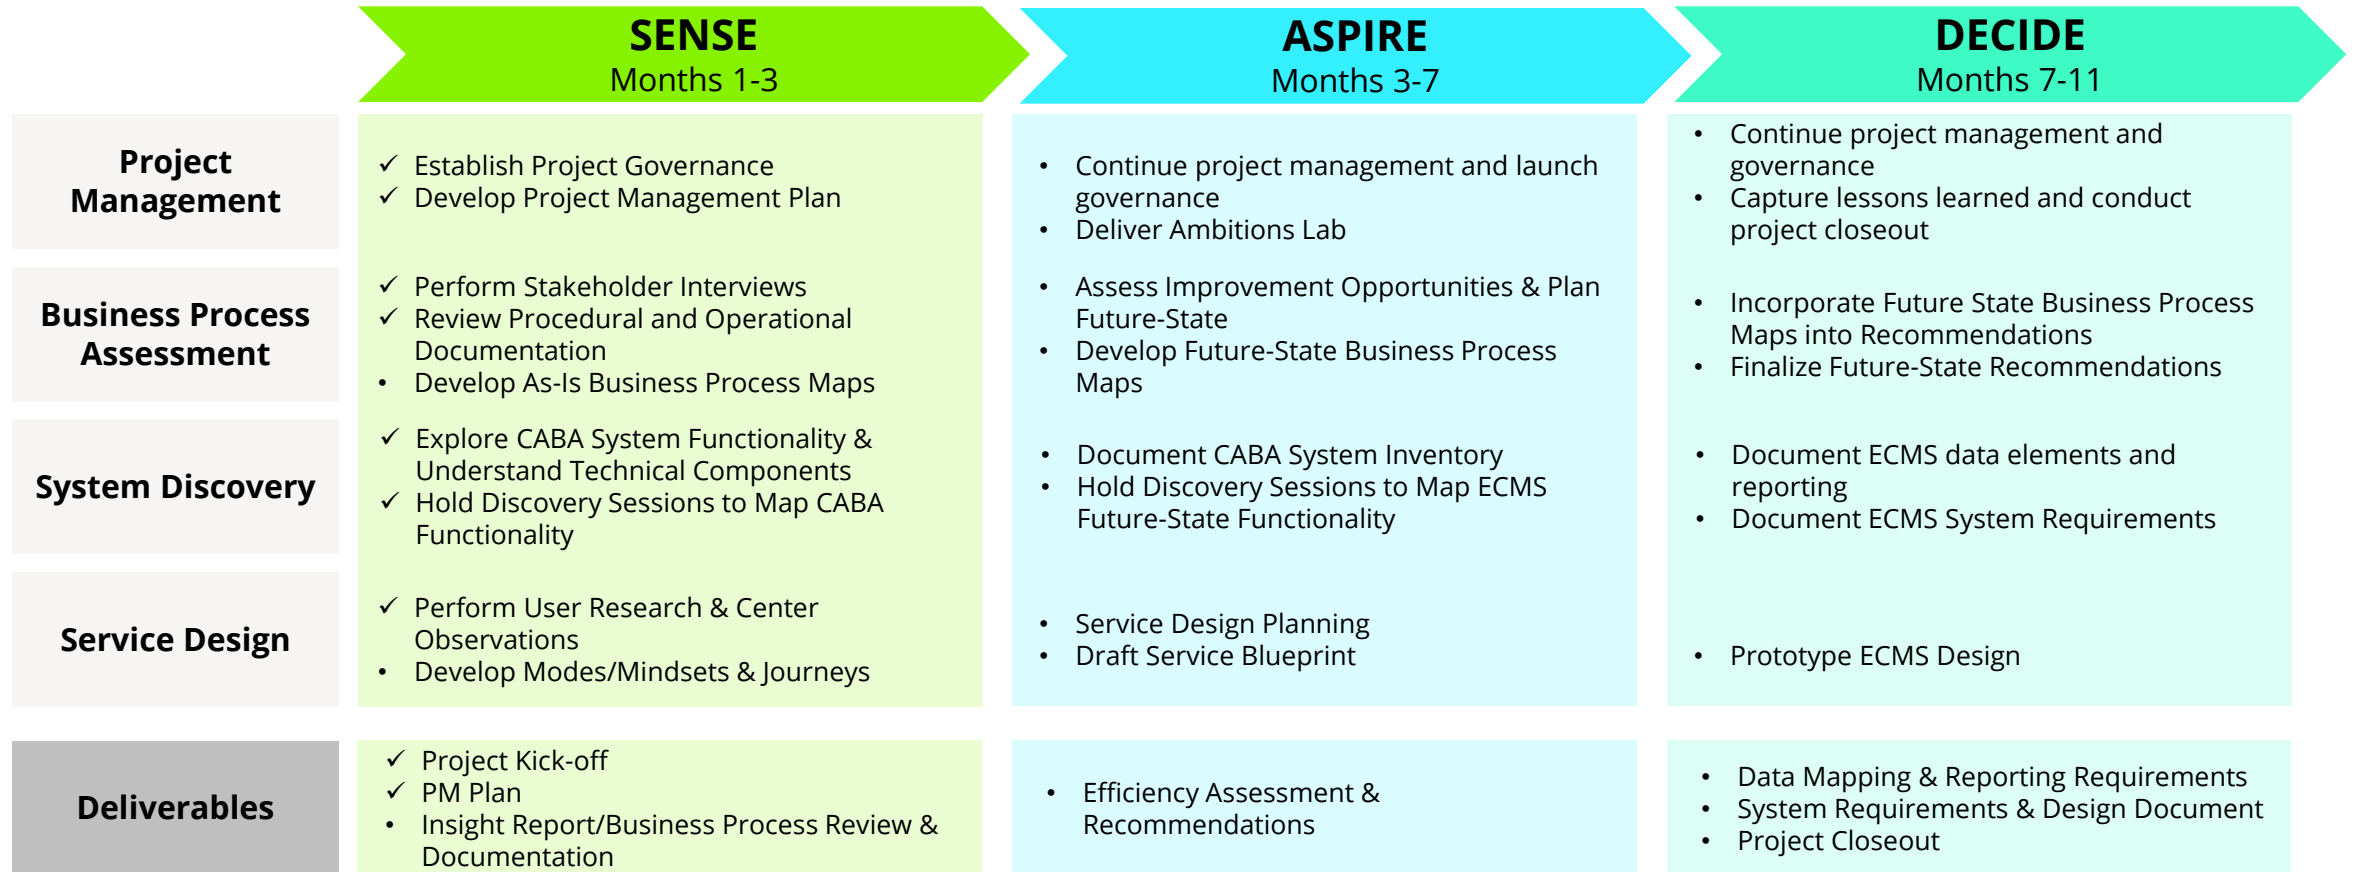 SENSE
Months 1-3
ASPIRE
Months 3-7
DECIDE
Months 7-11
Project
Management
✓ Establish Project Governance
✓ Develop Project Management Plan
• Continue project management and launch
governance
• Deliver Ambitions Lab
• Continue project management and
governance
• Capture lessons learned and conduct
project closeout
Business Process
Assessment
✓ Perform Stakeholder Interviews
✓ Review Procedural and Operational
Documentation
• Develop As-Is Business Process Maps
• Assess Improvement Opportunities & Plan
Future-State
• Develop Future-State Business Process
Maps
• Incorporate Future State Business Process
Maps into Recommendations
• Finalize Future-State Recommendations
System Discovery
✓ Explore CABA System Functionality &
Understand Technical Components
✓ Hold Discovery Sessions to Map CABA
Functionality
• Document CABA System Inventory
• Hold Discovery Sessions to Map ECMS
Future-State Functionality
• Document ECMS data elements and
reporting
• Document ECMS System Requirements
Service Design
✓ Perform User Research & Center
Observations
• Develop Modes/Mindsets & Journeys
• Service Design Planning
• Draft Service Blueprint
• Prototype ECMS Design
Deliverables
✓ Project Kick-off
✓ PM Plan
• Insight Report/Business Process Review &
Documentation
• Efficiency Assessment &
Recommendations
• Data Mapping & Reporting Requirements
• System Requirements & Design Document
• Project Closeout